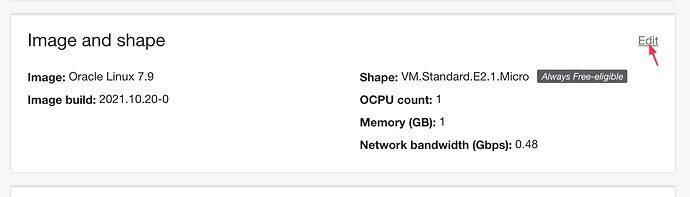 Image and shape
Edit
Image: Oracle Linux 7.9
Image build: 2021.10.20-0
Shape: VM.Standard.E2.1.Micro Always Free-eligible
OCPU count: 1
Memory (GB): 1
Network bandwidth (Gbps): 0.48